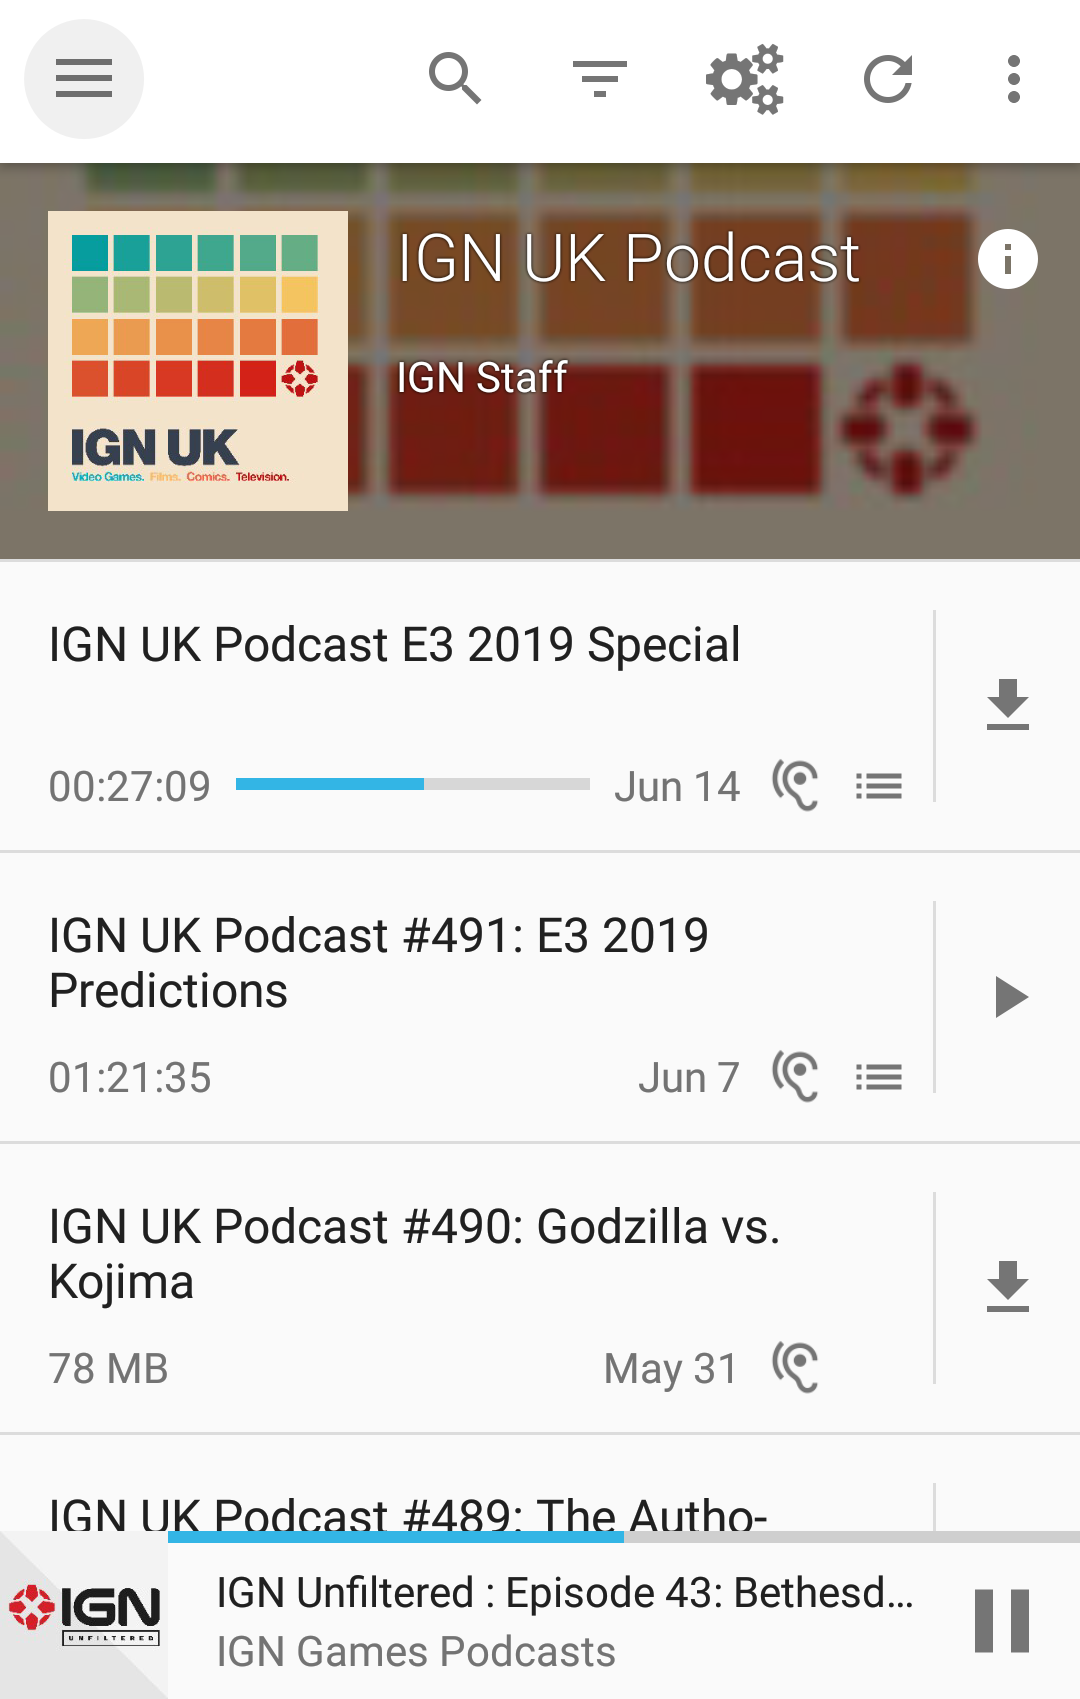 IGN UK Podcast
IGN Staff
IGN UK
Video Games. Films. Comics. Television.
IGN UK Podcast E3 2019 Special
00:27:09
Jun 14
IGN UK Podcast #491: E3 2019
Predictions
01:21:35
Jun 7
IGN UK Podcast #490: Godzilla vs.
Kojima
78 MB
May 31
IGN UK Podcast #489: The Autho-
IGN
UNFILTERED
IGN Unfiltered : Episode 43: Bethesd...
IGN Games Podcasts